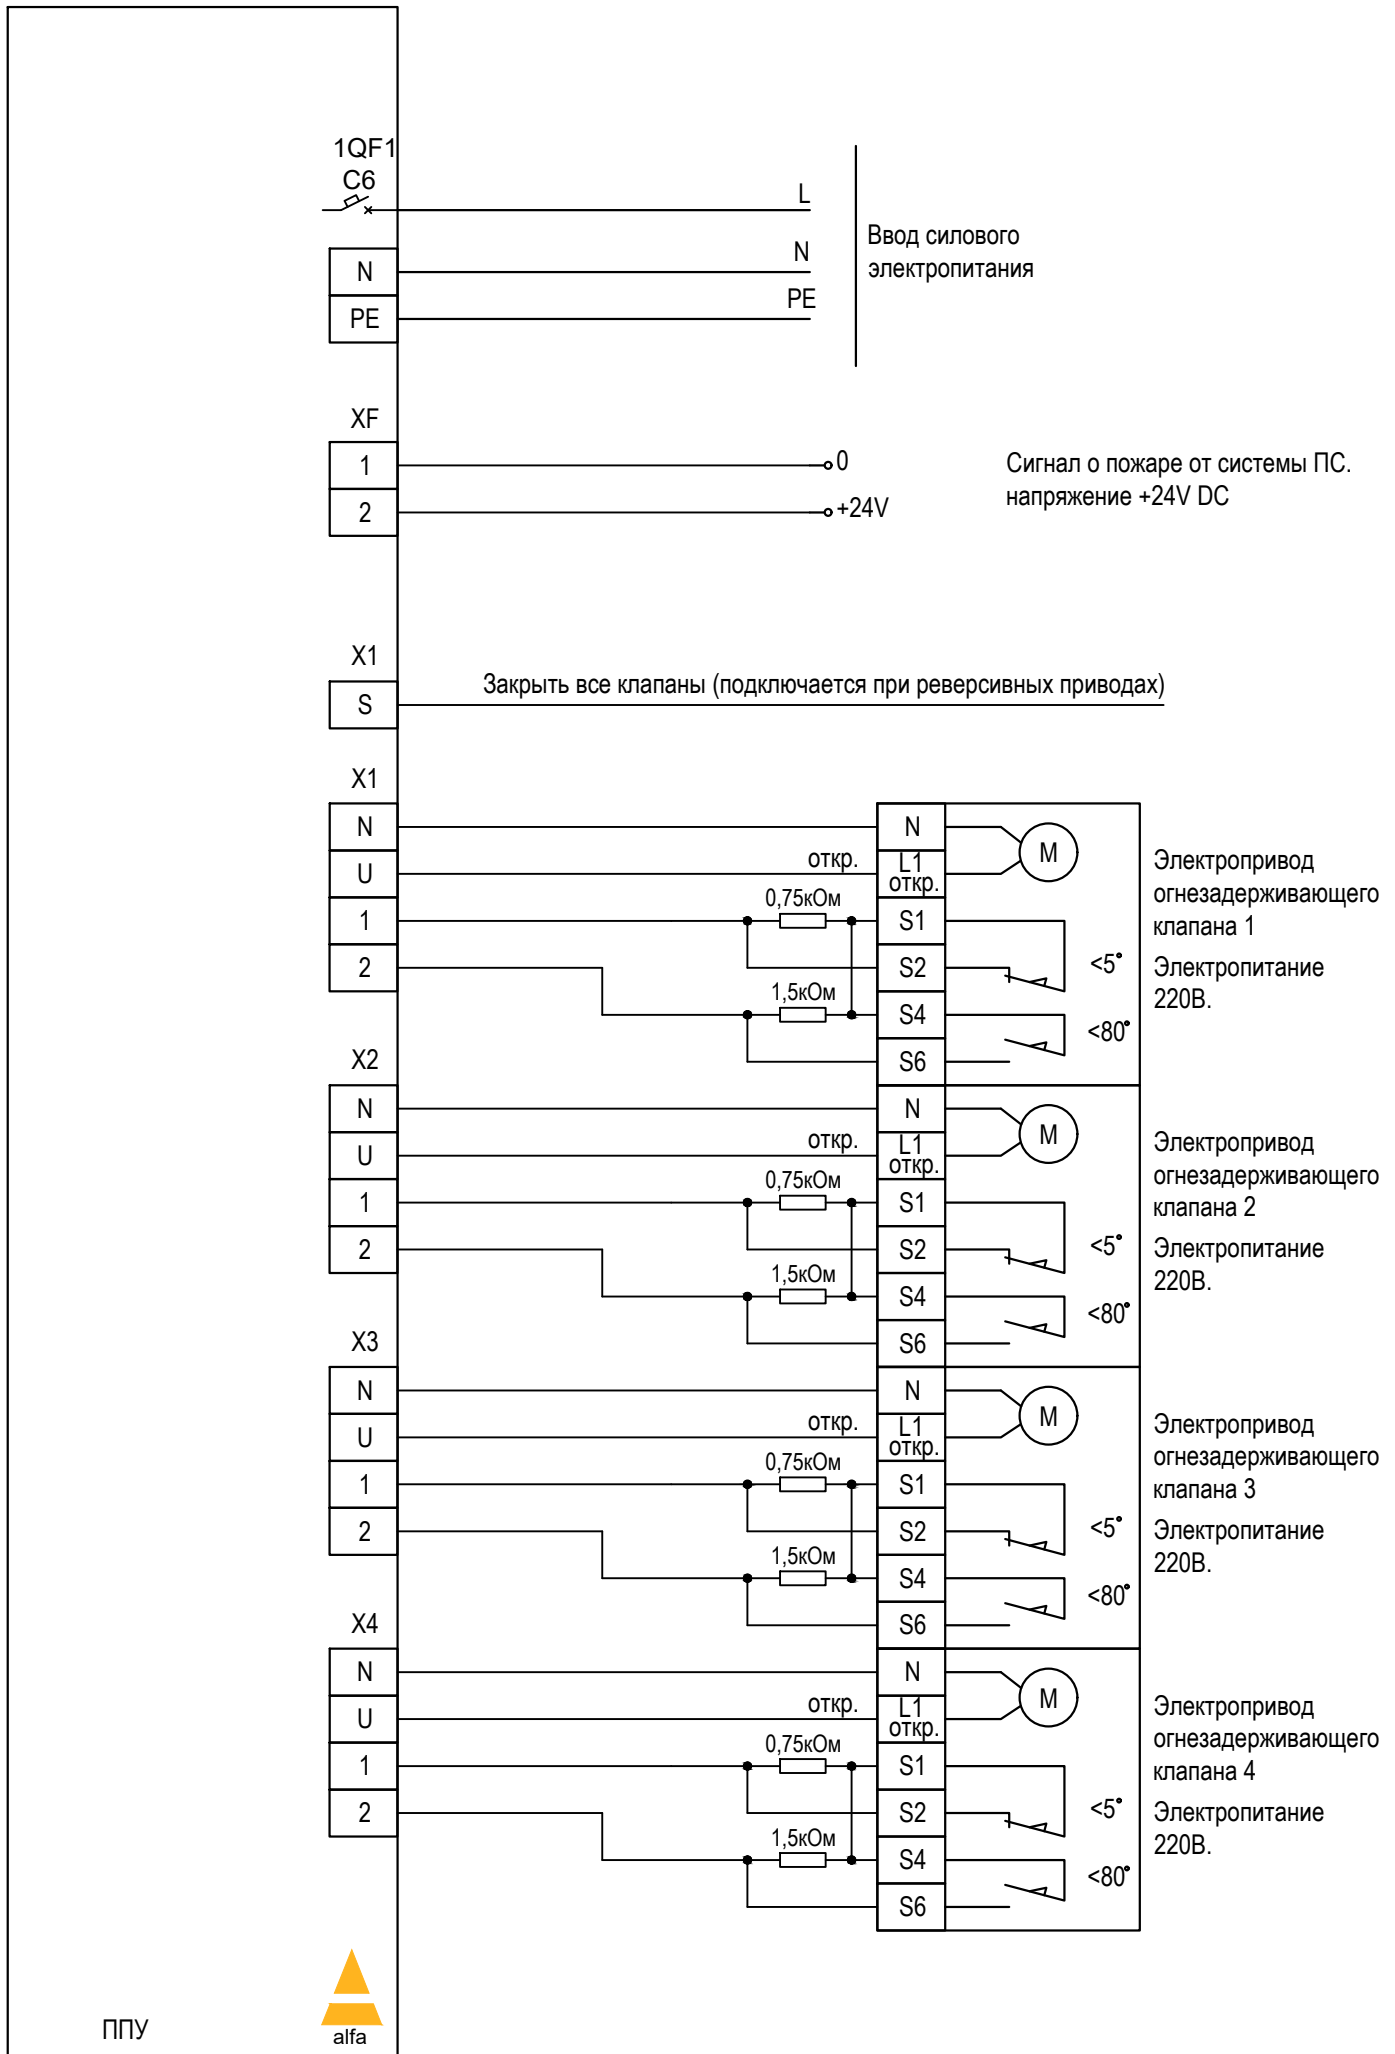 1QF1
C6
L
N
N
PE
PE
Ввод силового
электропитания
XF
1
0
2
+24V
Сигнал о пожаре от системы ПС.
напряжение +24V DC
X1
S
Закрыть все клапаны (подключается при реверсивных приводах)
X1
N
U
1
2
откр.
0,75кОм
1,5кОм
N
L1
откр.
S1
S2
S4
S6
M
<5°
<80°
Электропривод
огнезадерживающего
клапана 1
Электропитание
220В.
X2
N
U
1
2
откр.
0,75кОм
1,5кОм
N
L1
откр.
S1
S2
S4
S6
M
<5°
<80°
Электропривод
огнезадерживающего
клапана 2
Электропитание
220В.
X3
N
U
1
2
откр.
0,75кОм
1,5кОм
N
L1
откр.
S1
S2
S4
S6
M
<5°
<80°
Электропривод
огнезадерживающего
клапана 3
Электропитание
220В.
X4
N
U
1
2
откр.
0,75кОм
1,5кОм
N
L1
откр.
S1
S2
S4
S6
M
<5°
<80°
Электропривод
огнезадерживающего
клапана 4
Электропитание
220В.
ППУ
alfa